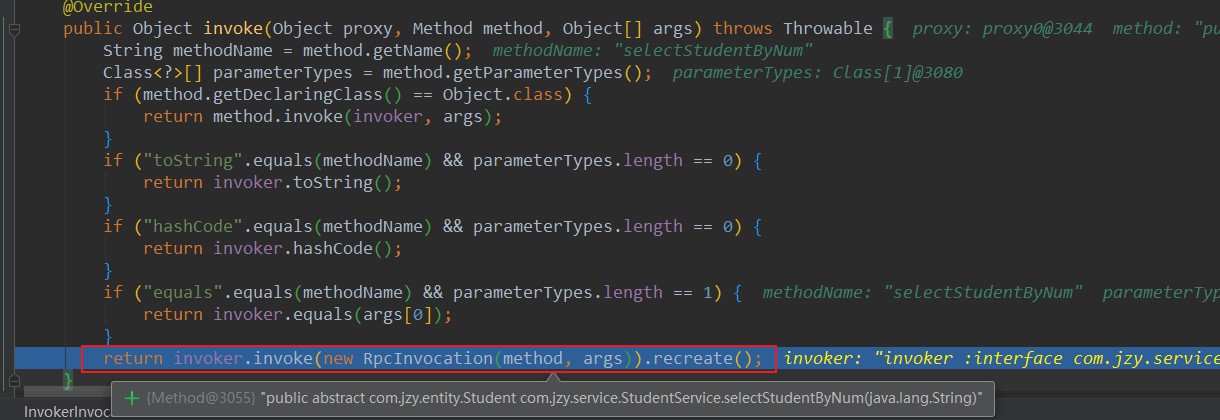 @Override
public Object invoke(Object proxy, Method method, Object[] args) throws Throwable { proxy: proxy0@3044 method: "pu
String methodName = method.getName(); methodName: "selectStudentByNum"
Class<?>[] parameterTypes = method.getParameterTypes(); parameterTypes: Class[1]@3080
if (method.getDeclaringClass() == Object.class) {
return method.invoke(invoker, args);
}
if ("toString".equals(methodName) && parameterTypes.length == 0) {
return invoker.toString();
}
if ("hashCode".equals(methodName) && parameterTypes.length == 0) {
return invoker.hashCode();
}
if ("equals".equals(methodName) && parameterTypes.length == 1) { methodName: "selectStudentByNum" parameterTyp
return invoker.equals(args[0]);
}
return invoker.invoke(new RpcInvocation(method, args)).recreate(); invoker: "invoker :interface com.jzy.service
}
+ {Method@3055} "public abstract com.jzy.entity.Student com.jzy.service.StudentService.selectStudentByNum(java.lang.String)"
InvokerInvoc